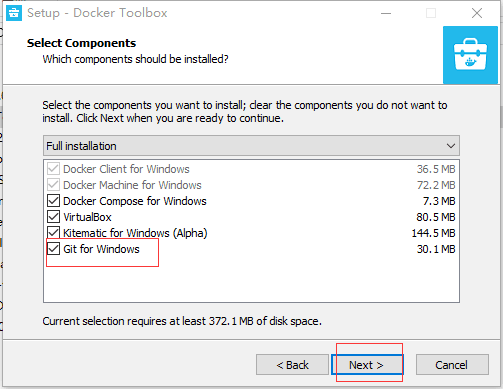 Setup - Docker Toolbox
Select Components
Which components should be installed?
Select the components you want to install; clear the components you do not want to
install. Click Next when you are ready to continue.
Full installation
Docker Client for Windows 36.5 MB
Docker Machine for Windows 72.2 MB
Docker Compose for Windows 7.3 MB
VirtualBox 80.5 MB
Kitematic for Windows (Alpha) 144.5 MB
Git for Windows 30.1 MB
Current selection requires at least 372.1 MB of disk space.
< Back Next > Cancel